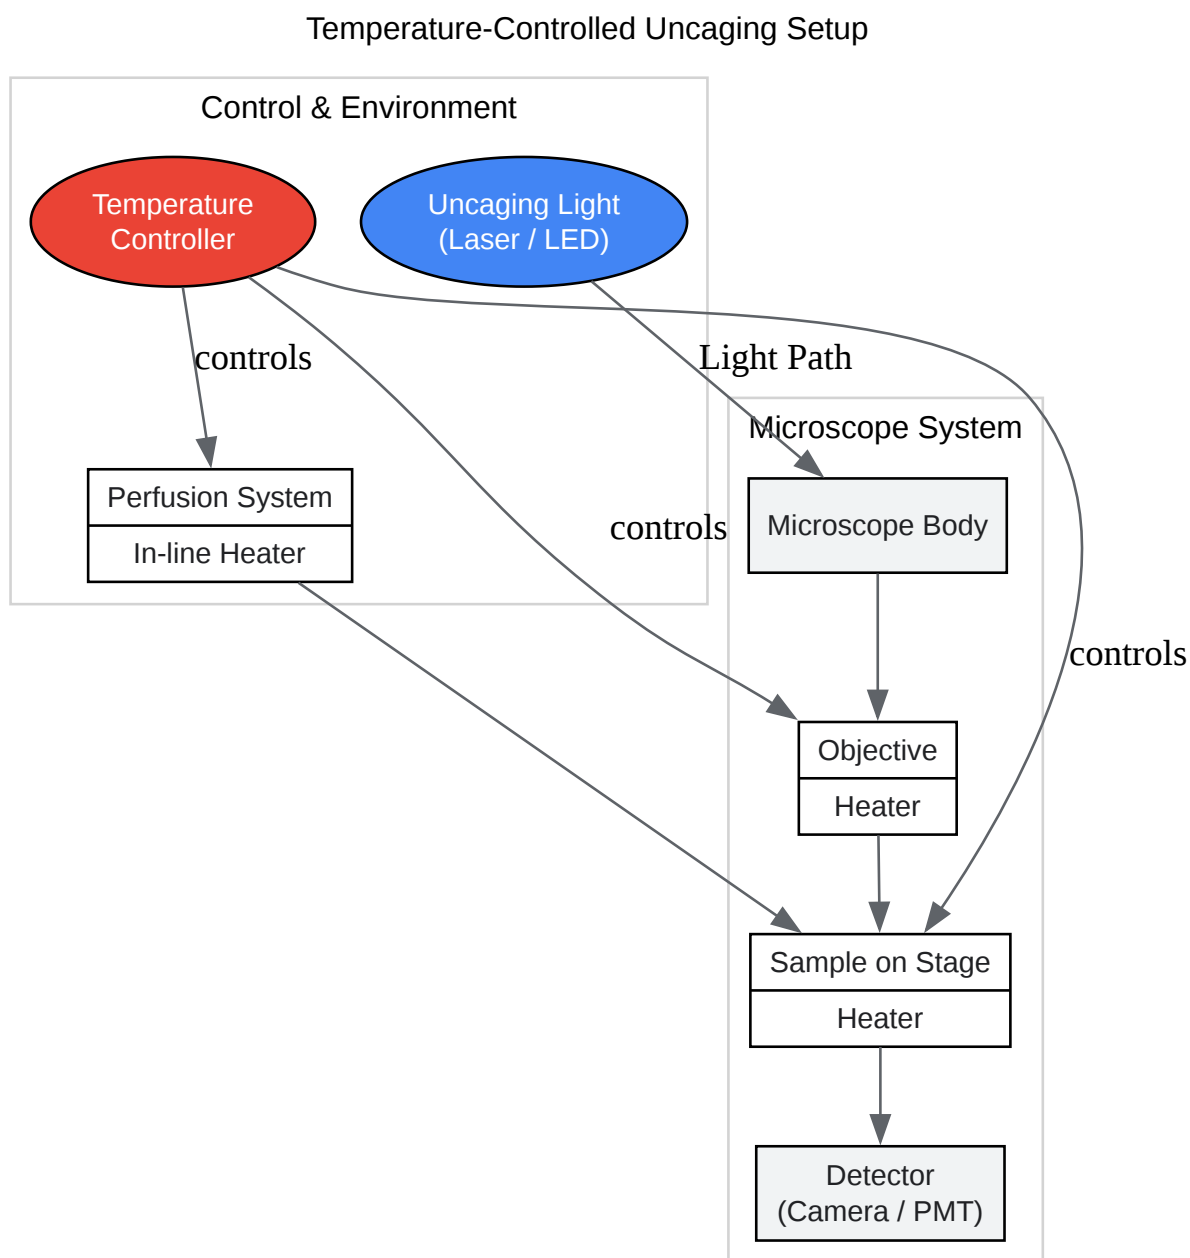 Temperature-Controlled Uncaging Setup
Control & Environment
Temperature
Controller
Uncaging Light
(Laser / LED)
controls
Light Path
Microscope System
Perfusion System
In-line Heater
controls
Microscope Body
controls
Objective
Heater
Sample on Stage
Heater
Detector
(Camera / PMT)